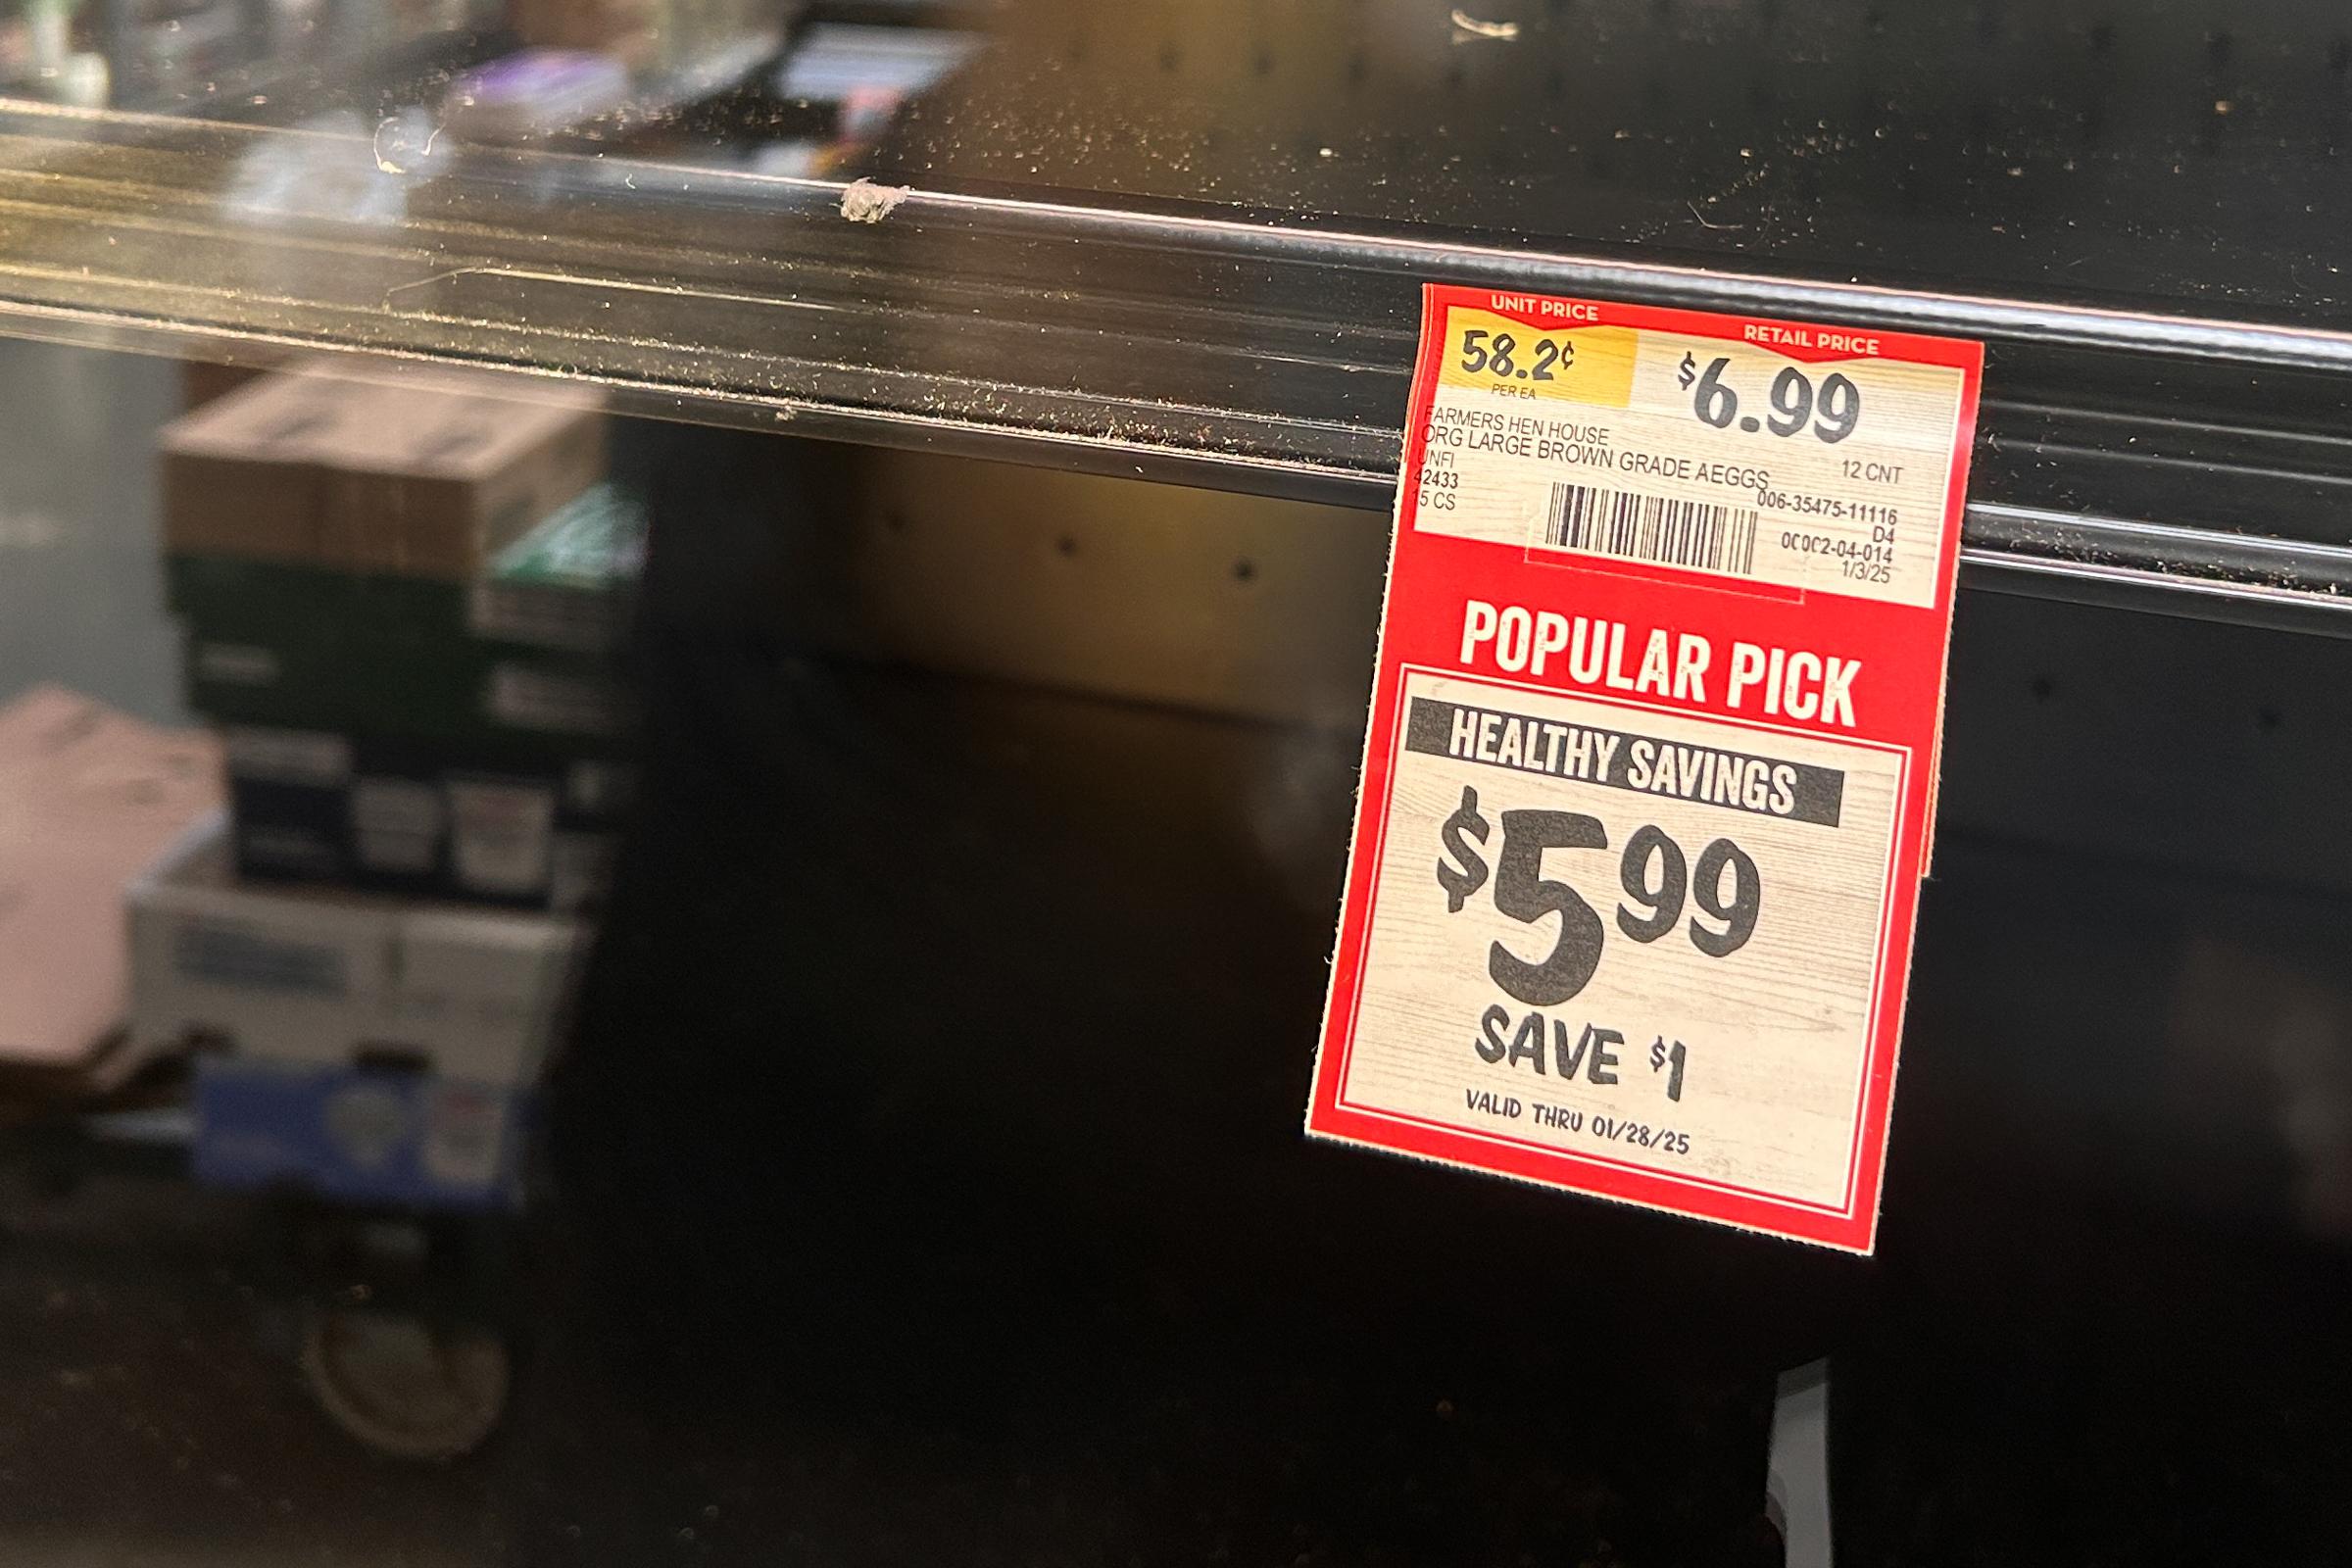 UNIT PRICE
RETAIL PRICE
58.2¢
PER EA
$6.99
FARMERS HEN HOUSE
ORG LARGE BROWN GRADE AEGGS
12 CNT
UNFI
42433
15 CS
006-35475-11116
D4
00002-04-014
1/3/25
POPULAR PICK
HEALTHY SAVINGS
$5.99
SAVE $1
VALID THRU 01/28/25